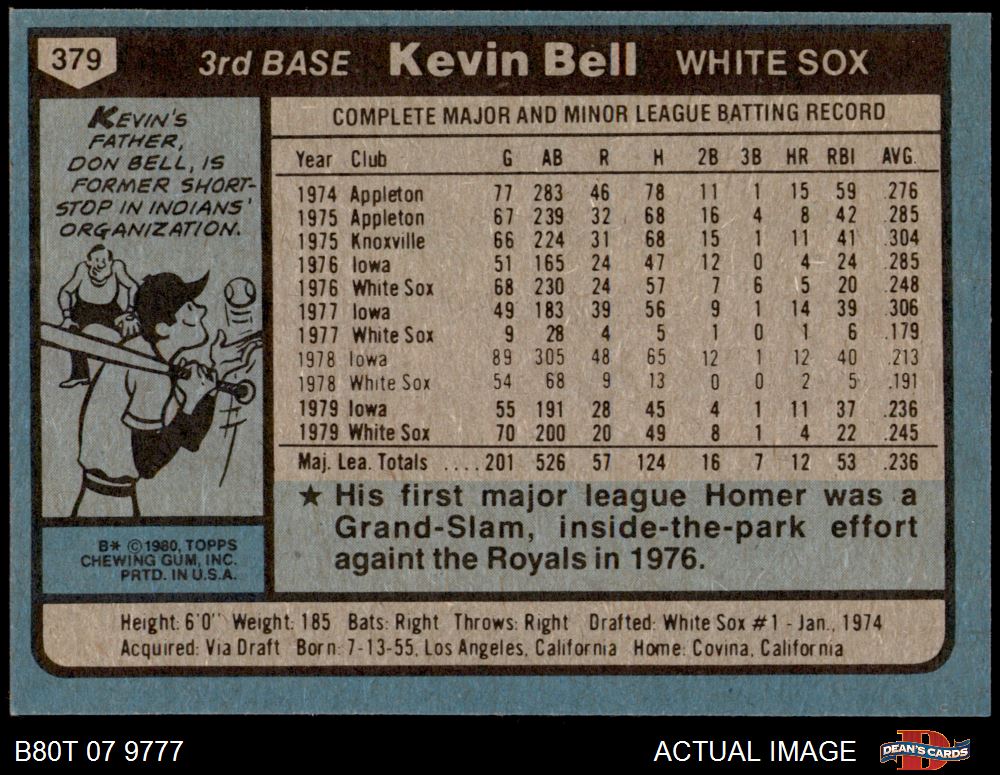 379 3rd BASE Kevin Bell WHITE SOX
KEVIN'S
FATHER,
DON BELL, IS
FORMER SHORT-
STOP IN INDIANS'
ORGANIZATION.
B* ©1980, TOPPS
CHEWING GUM, INC.
PRTD. IN U.S.A.
COMPLETE MAJOR AND MINOR LEAGUE BATTING RECORD
Year Club G AB R H 2B 3B HR RBI AVG.
1974 Appleton 77 283 46 78 11 1 15 59 .276
1975 Appleton 67 239 32 68 16 4 8 42 .285
1975 Knoxville 66 224 31 68 15 1 11 41 .304
1976 Iowa 51 165 24 47 12 0 4 24 .285
1976 White Sox 68 230 24 57 7 6 5 20 .248
1977 Iowa 49 183 39 56 9 1 14 39 .306
1977 White Sox 9 28 4 5 1 0 1 6 .179
1978 Iowa 89 305 48 65 12 1 12 40 .213
1978 White Sox 54 68 9 13 0 0 2 5 .191
1979 Iowa 55 191 28 45 4 1 11 37 .236
1979 White Sox 70 200 20 49 8 1 4 22 .245
Maj. Lea. Totals ....201 526 57 124 16 7 12 53 .236
★ His first major league Homer was a
Grand-Slam, inside-the-park effort
againt the Royals in 1976.
Height: 6'0" Weight: 185 Bats: Right Throws: Right Drafted: White Sox #1 - Jan., 1974
Acquired: Via Draft Born: 7-13-55, Los Angeles, California Home: Covina, California
B80T 07 9777 ACTUAL IMAGE DEAN'S CARDS